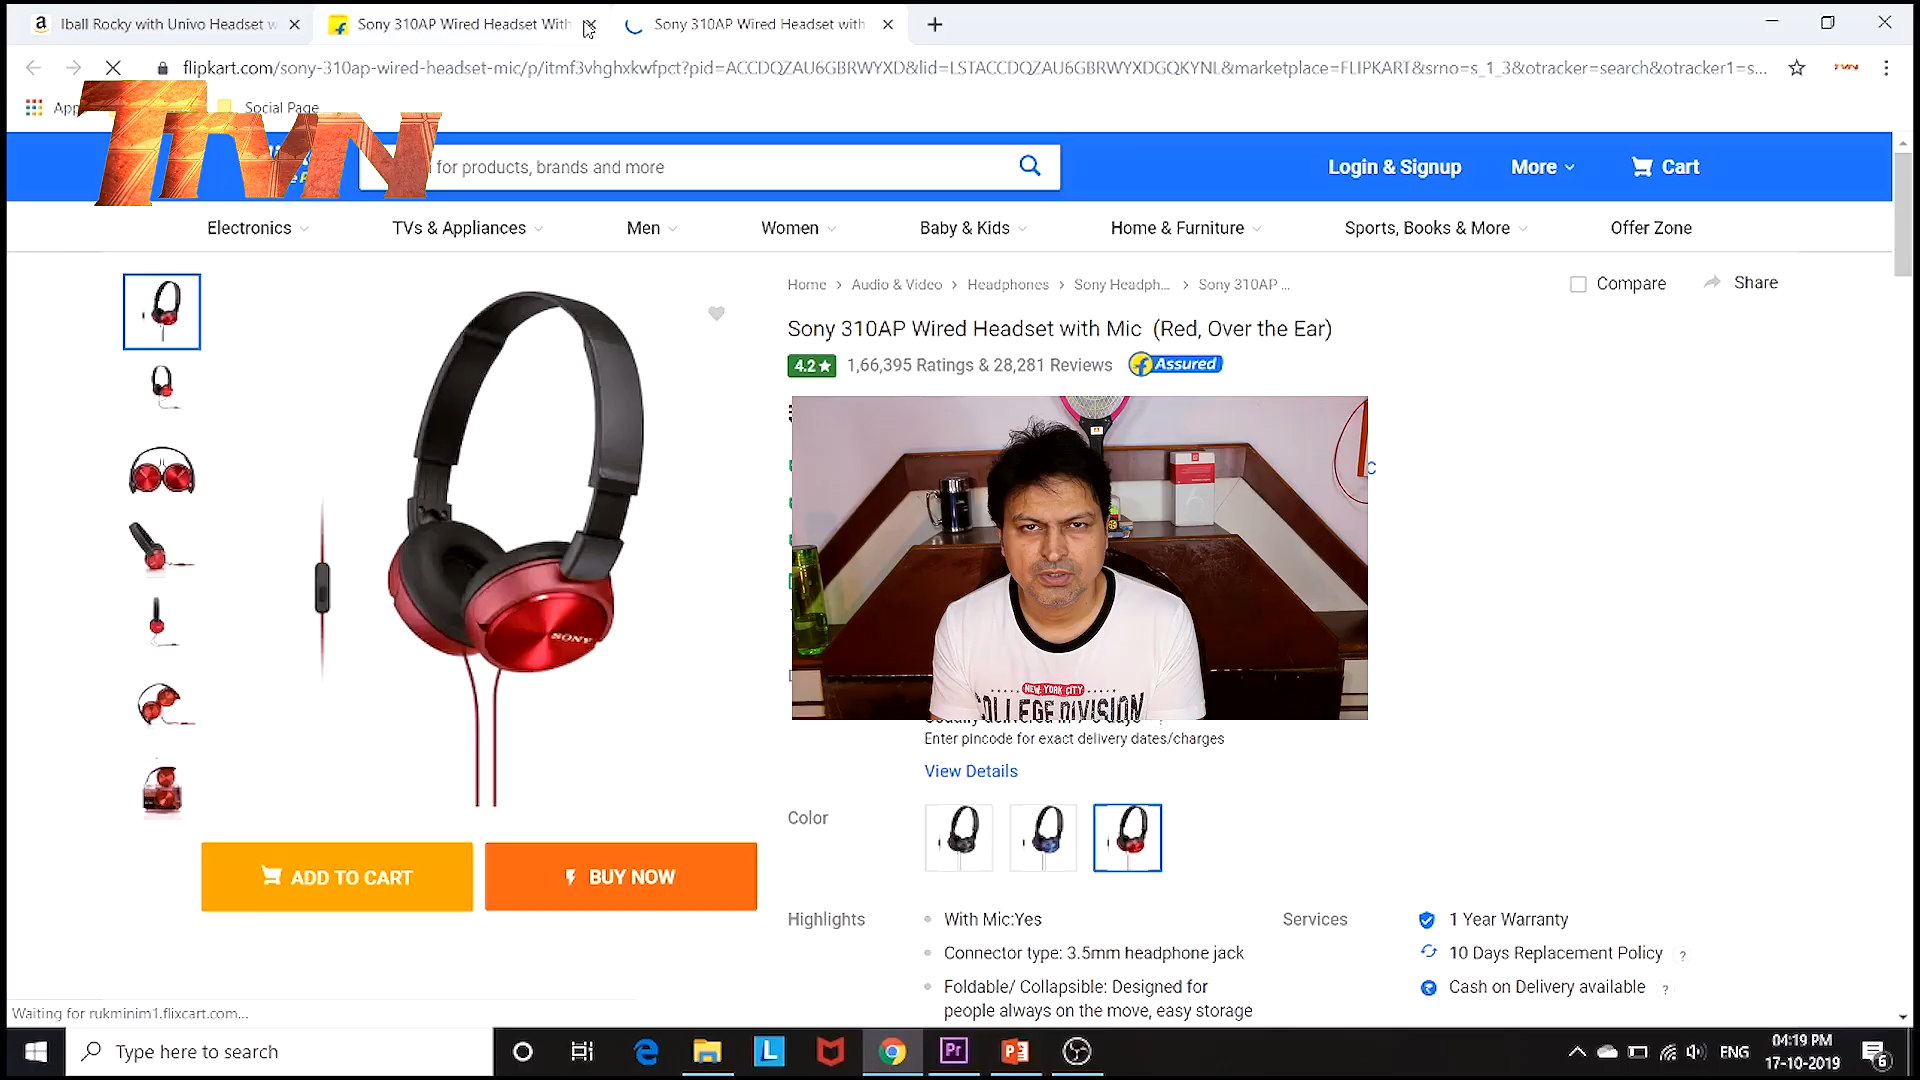 Iball Rocky with Univo Headset w
Sony 310AP Wired Headset With
Sony 310AP Wired Headset with
flipkart.com/sony-310ap-wired-headset-mic/p/itmf3vhghxkwfpct?pid=ACCDQZAU6GBRWYXD&lid=LSTACCDQZAU6GBRWYXDGQKYNL&marketplace=FLIPKART&srno=s_1_3&otracker=search&otracker1=s...
App
Social Page
TTVN
for products, brands and more
Login & Signup
More
Cart
Electronics
TVs & Appliances
Men
Women
Baby & Kids
Home & Furniture
Sports, Books & More
Offer Zone
Home > Audio & Video > Headphones > Sony Headph... > Sony 310AP ...
Compare
Share
Sony 310AP Wired Headset with Mic (Red, Over the Ear)
4.2★ 1,66,395 Ratings & 28,281 Reviews Assured
SONY
NEW YORK CITY
COLLEGE DIVISION
Enter pincode for exact delivery dates/charges
View Details
Color
ADD TO CART
BUY NOW
Highlights
With Mic:Yes
Connector type: 3.5mm headphone jack
Foldable/ Collapsible: Designed for
people always on the move, easy storage
Services
1 Year Warranty
10 Days Replacement Policy ?
Cash on Delivery available ?
Waiting for rukminim1.flixcart.com...
Type here to search
ENG
04:19 PM
17-10-2019
6